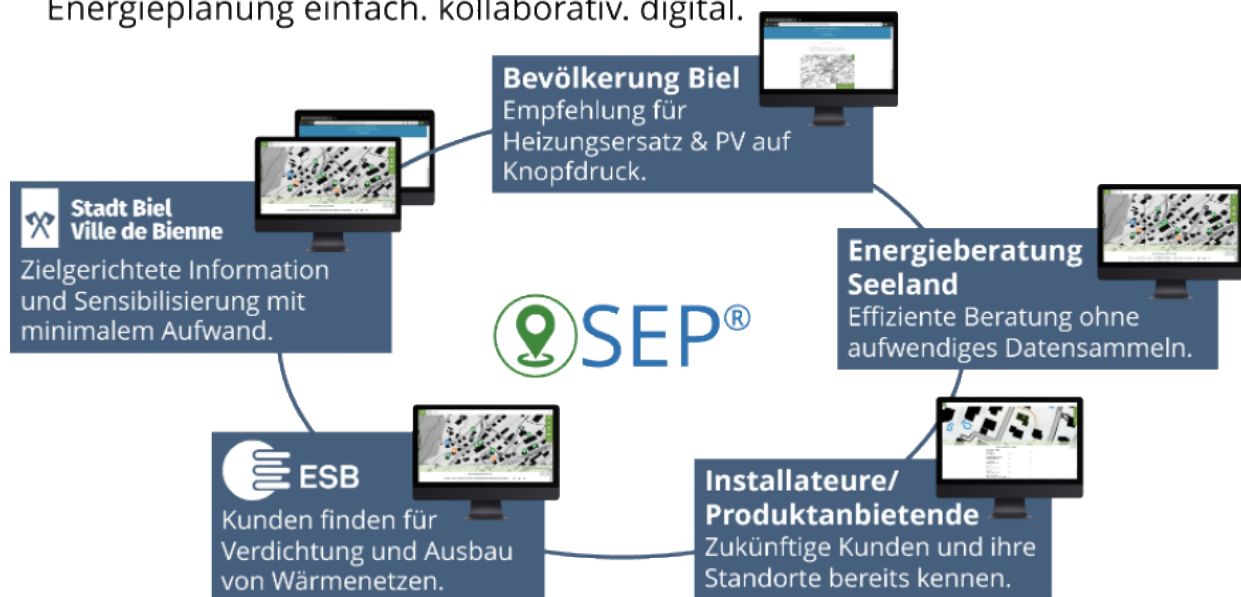 Energieplanung einfach. kollaborativ. digital.
Bevölkerung Biel
Empfehlung für
Heizungsersatz & PV auf
Knopfdruck.
Stadt Biel
Ville de Bienne
Zielgerichtete Information
und Sensibilisierung mit
minimalem Aufwand.
Energieberatung
Seeland
Effiziente Beratung ohne
aufwendiges Datensammeln.
SEP®
ESB
Kunden finden für
Verdichtung und Ausbau
von Wärmenetzen.
Installateure/
Produktanbietende
Zukünftige Kunden und ihre
Standorte bereits kennen.